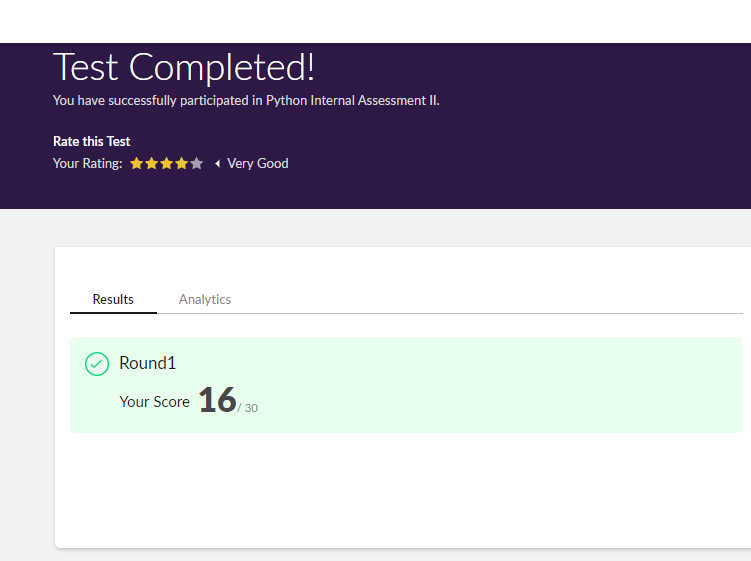 Test Completed!
You have successfully participated in Python Internal Assessment II.
Rate this Test
Your Rating: Very Good
Results Analytics
Round1
Your Score 16/ 30